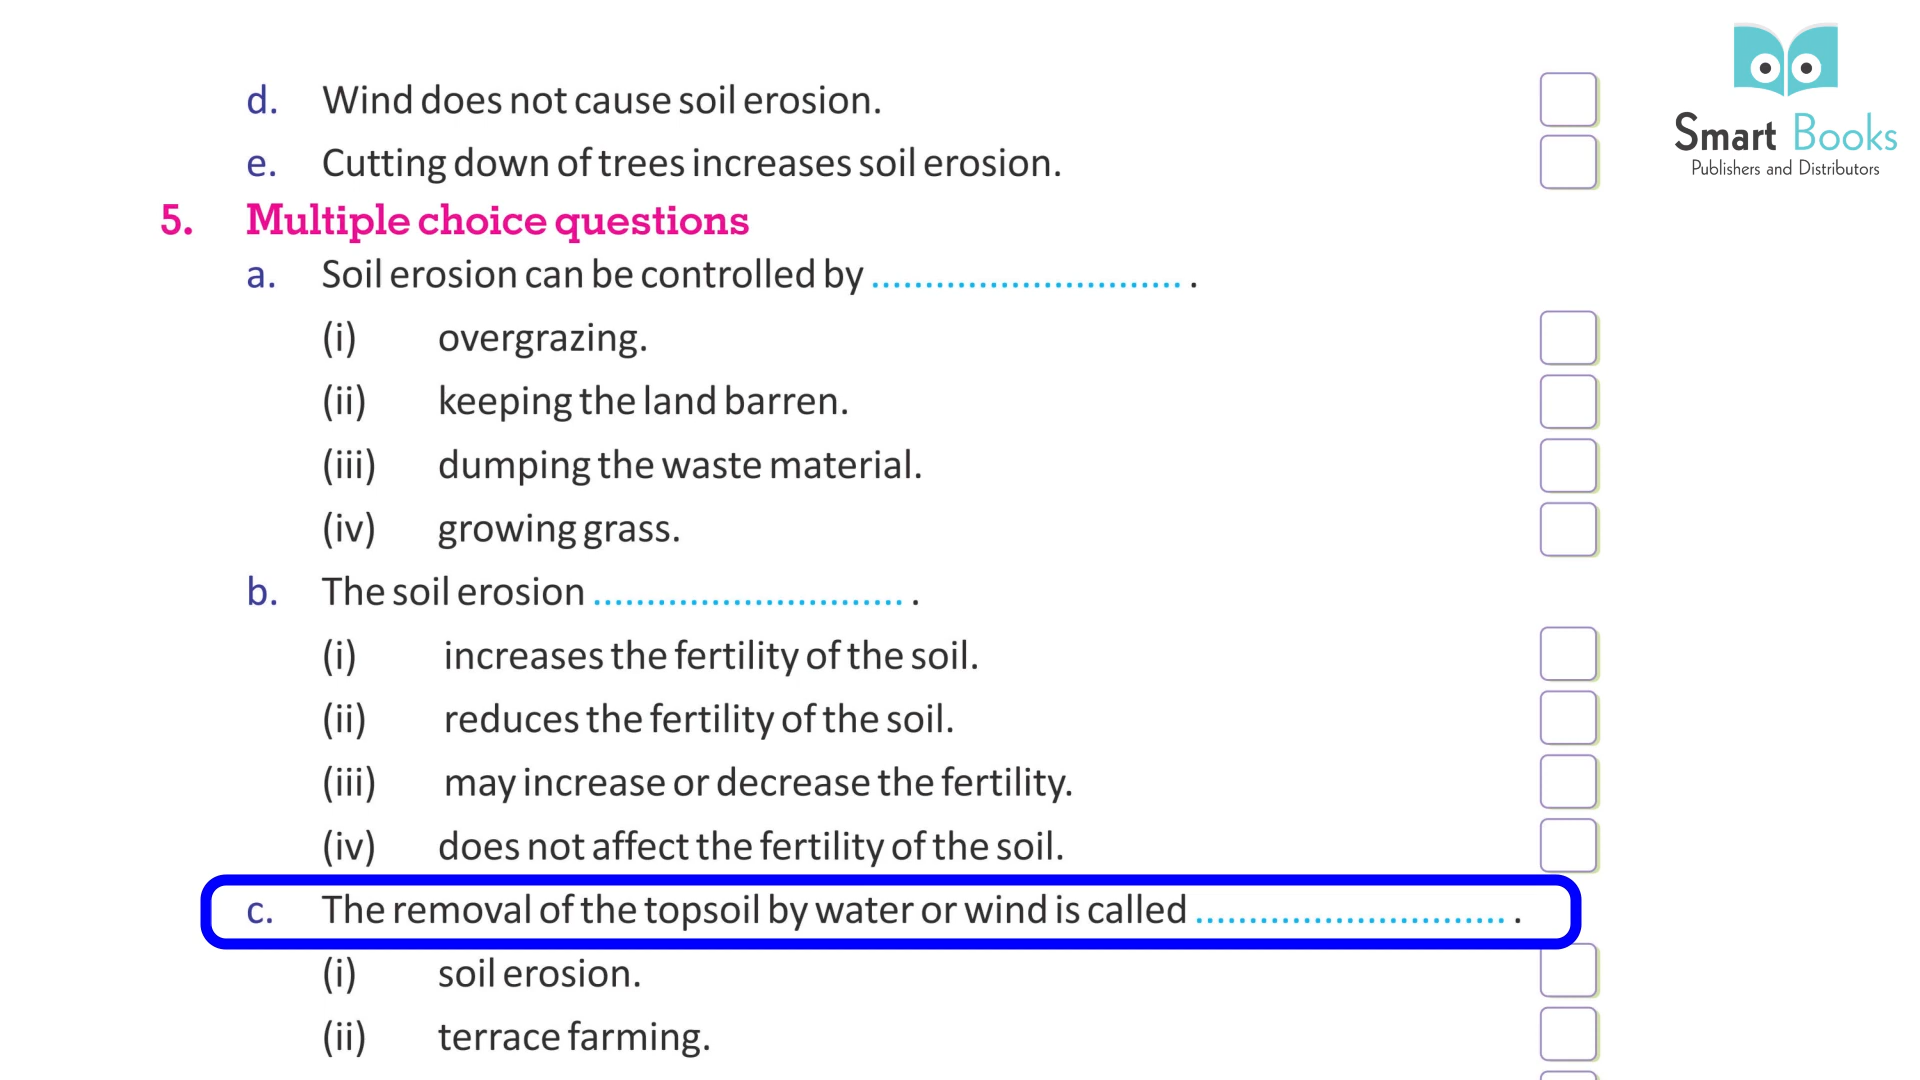 d. Wind does not cause soil erosion.
e. Cutting down of trees increases soil erosion.
Smart Books
Publishers and Distributors
5. Multiple choice questions
a. Soil erosion can be controlled by ............................. .
(i) overgrazing.
(ii) keeping the land barren.
(iii) dumping the waste material.
(iv) growing grass.
b. The soil erosion ............................. .
(i) increases the fertility of the soil.
(ii) reduces the fertility of the soil.
(iii) may increase or decrease the fertility.
(iv) does not affect the fertility of the soil.
c. The removal of the topsoil by water or wind is called ............................. .
(i) soil erosion.
(ii) terrace farming.